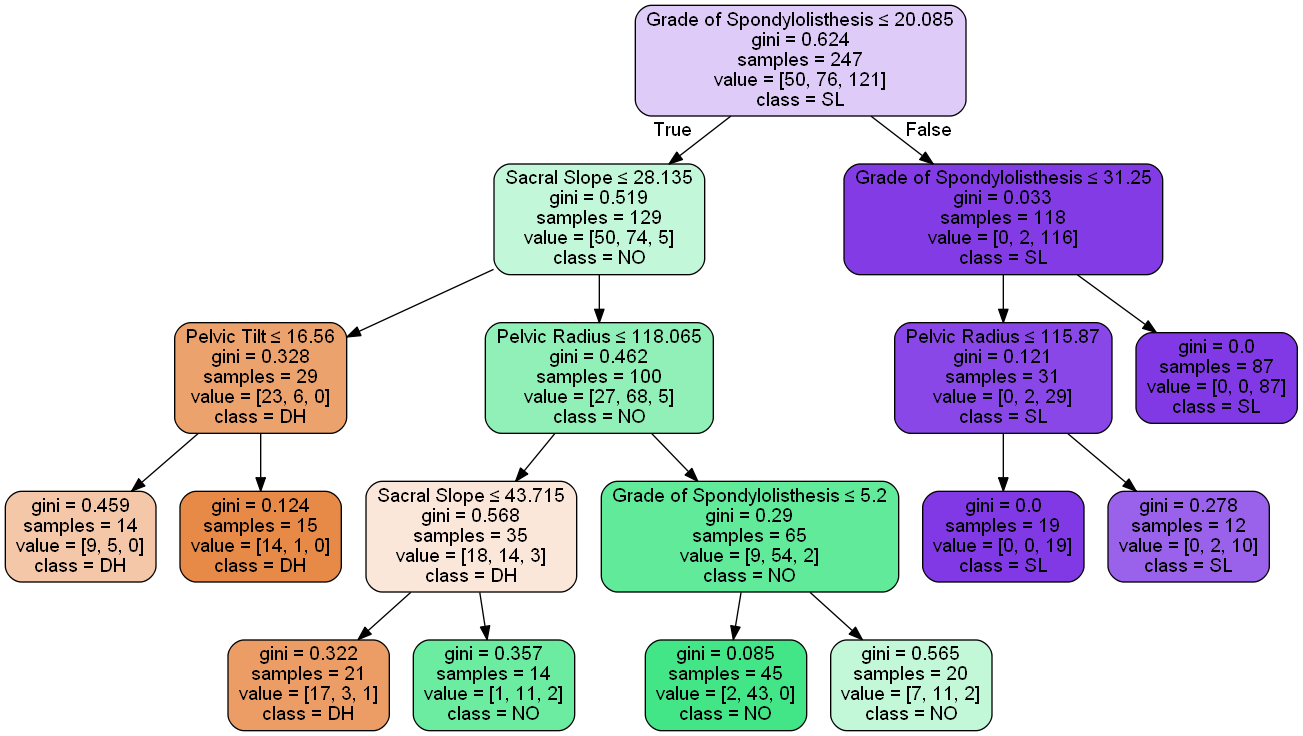 Grade of Spondylolisthesis ≤ 20.085
gini = 0.624
samples = 247
value = [50, 76, 121]
class = SL
True
False
Sacral Slope ≤ 28.135
gini = 0.519
samples = 129
value = [50, 74, 5]
class = NO
Grade of Spondylolisthesis ≤ 31.25
gini = 0.033
samples = 118
value = [0, 2, 116]
class = SL
Pelvic Tilt ≤ 16.56
gini = 0.328
samples = 29
value = [23, 6, 0]
class = DH
Pelvic Radius ≤ 118.065
gini = 0.462
samples = 100
value = [27, 68, 5]
class = NO
Pelvic Radius ≤ 115.87
gini = 0.121
samples = 31
value = [0, 2, 29]
class = SL
gini = 0.0
samples = 87
value = [0, 0, 87]
class = SL
gini = 0.459
samples = 14
value = [9, 5, 0]
class = DH
gini = 0.124
samples = 15
value = [14, 1, 0]
class = DH
Sacral Slope ≤ 43.715
gini = 0.568
samples = 35
value = [18, 14, 3]
class = DH
Grade of Spondylolisthesis ≤ 5.2
gini = 0.29
samples = 65
value = [9, 54, 2]
class = NO
gini = 0.0
samples = 19
value = [0, 0, 19]
class = SL
gini = 0.278
samples = 12
value = [0, 2, 10]
class = SL
gini = 0.322
samples = 21
value = [17, 3, 1]
class = DH
gini = 0.357
samples = 14
value = [1, 11, 2]
class = NO
gini = 0.085
samples = 45
value = [2, 43, 0]
class = NO
gini = 0.565
samples = 20
value = [7, 11, 2]
class = NO